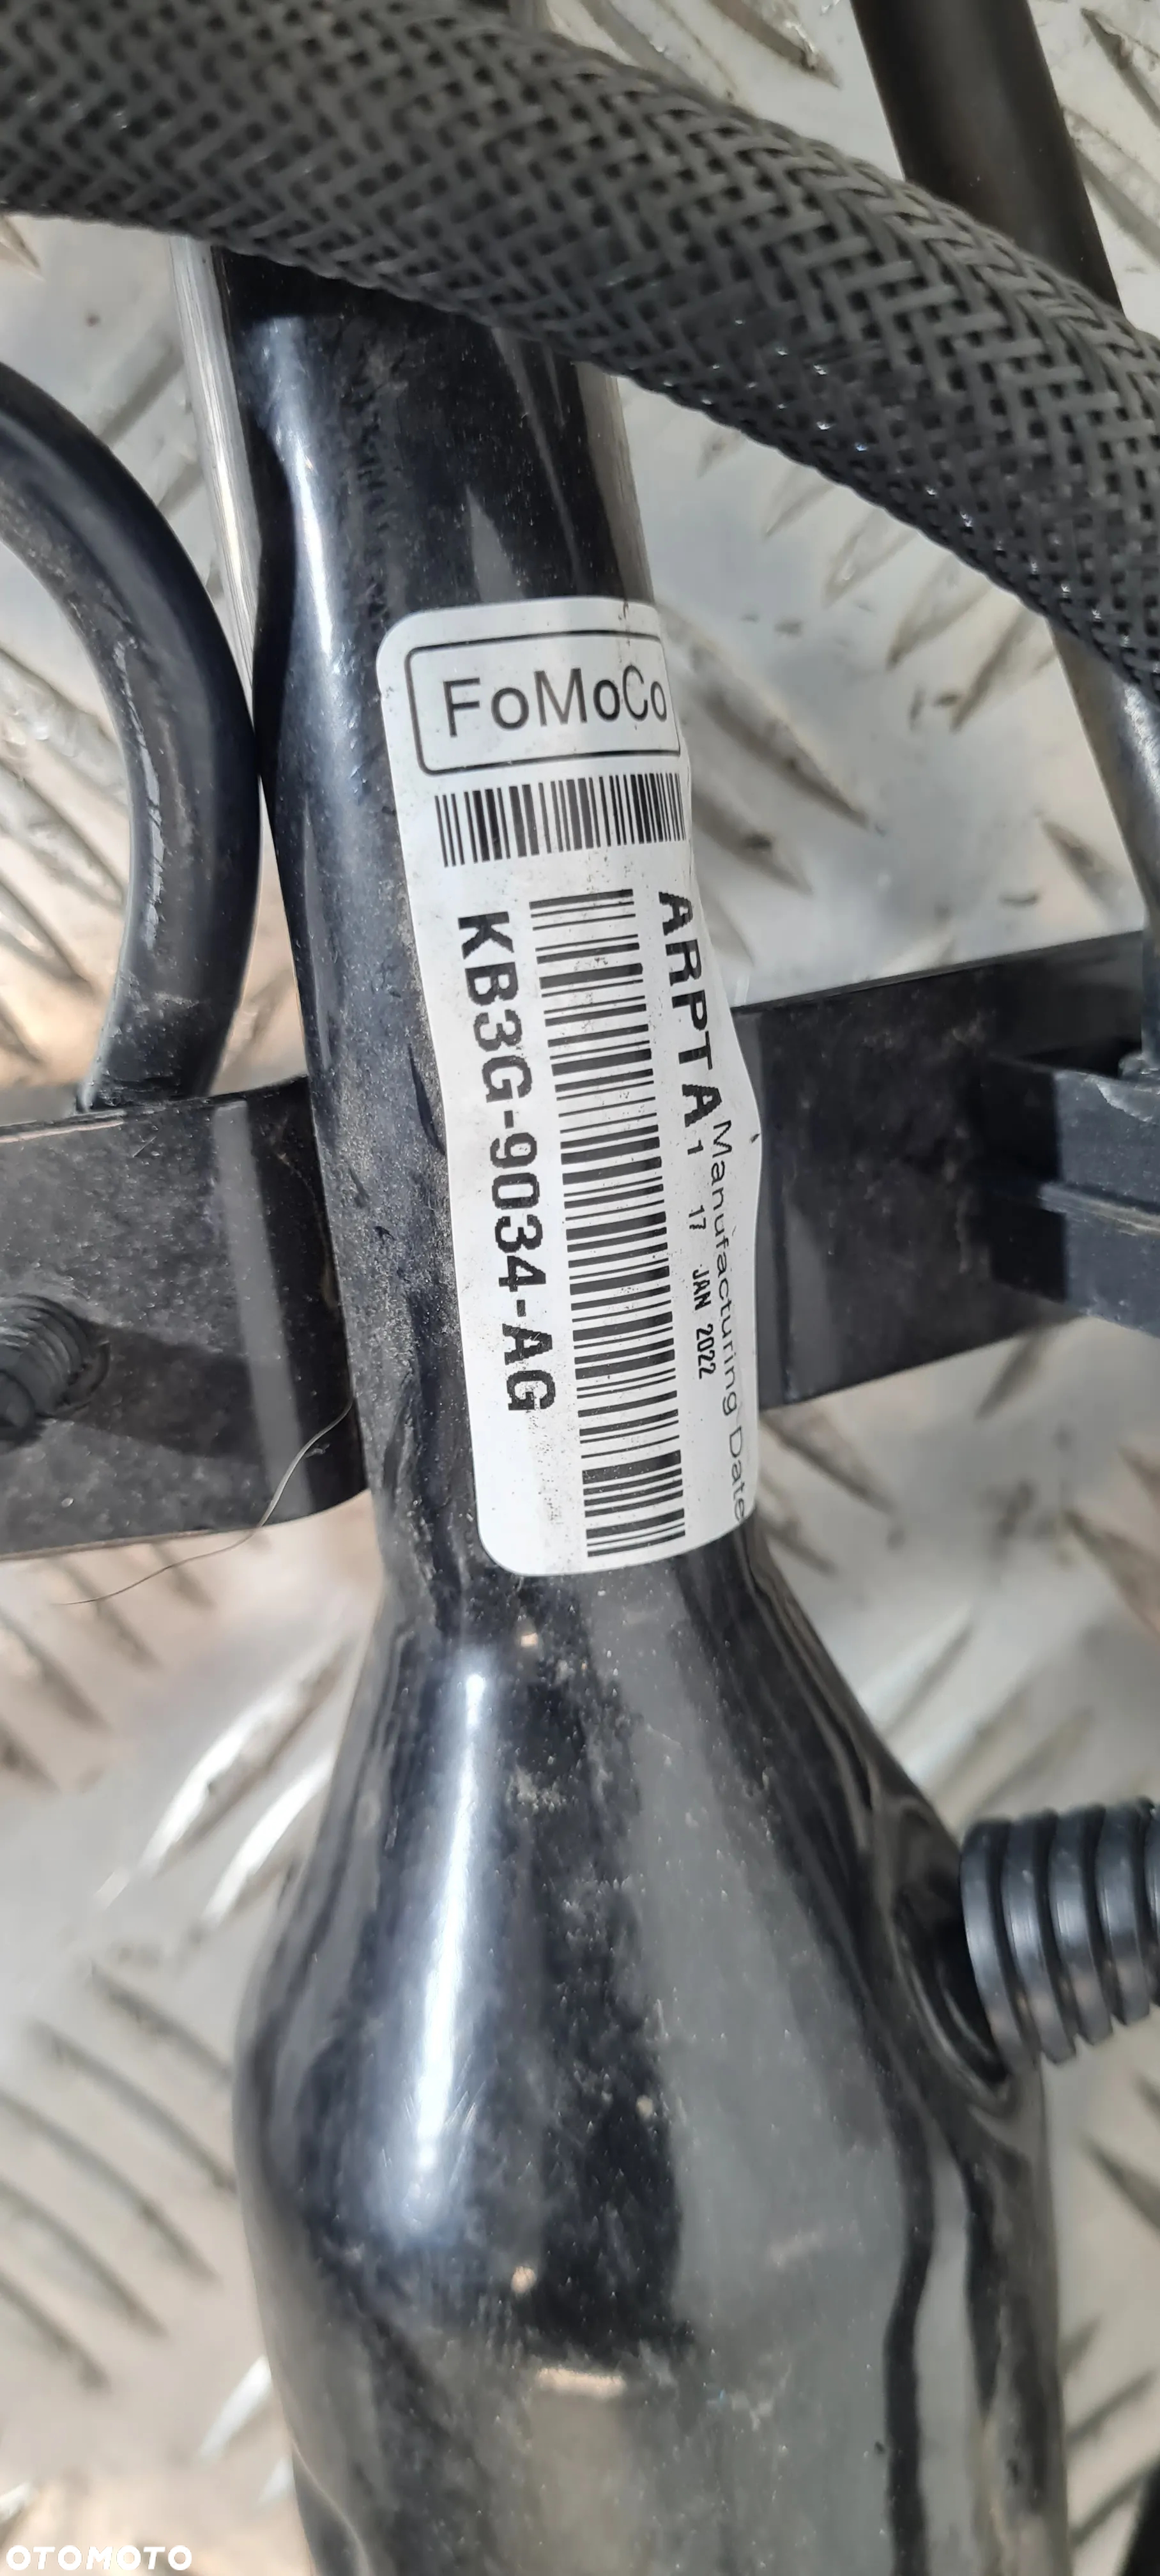 FoMoCo
ARPTA
1 17 JAN 2022
Manufacturing Date
KB3G-9034-AG
OTOMOTO